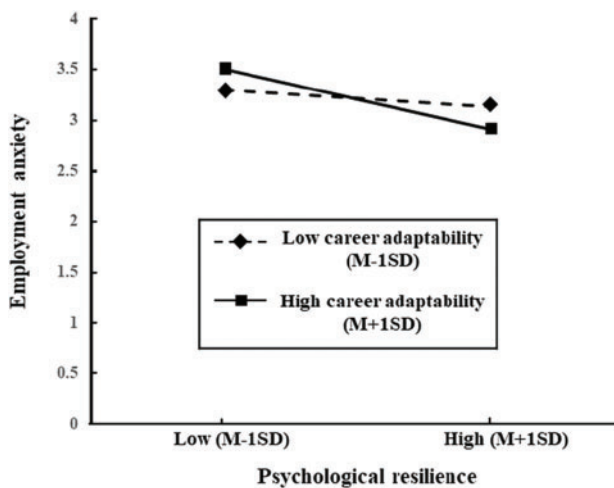 4
3.5
3
2.5
2
1.5
1
0.5
0
Employment anxiety
Low career adaptability
(M-1SD)
High career adaptability
(M+1SD)
Low (M-1SD)
High (M+1SD)
Psychological resilience